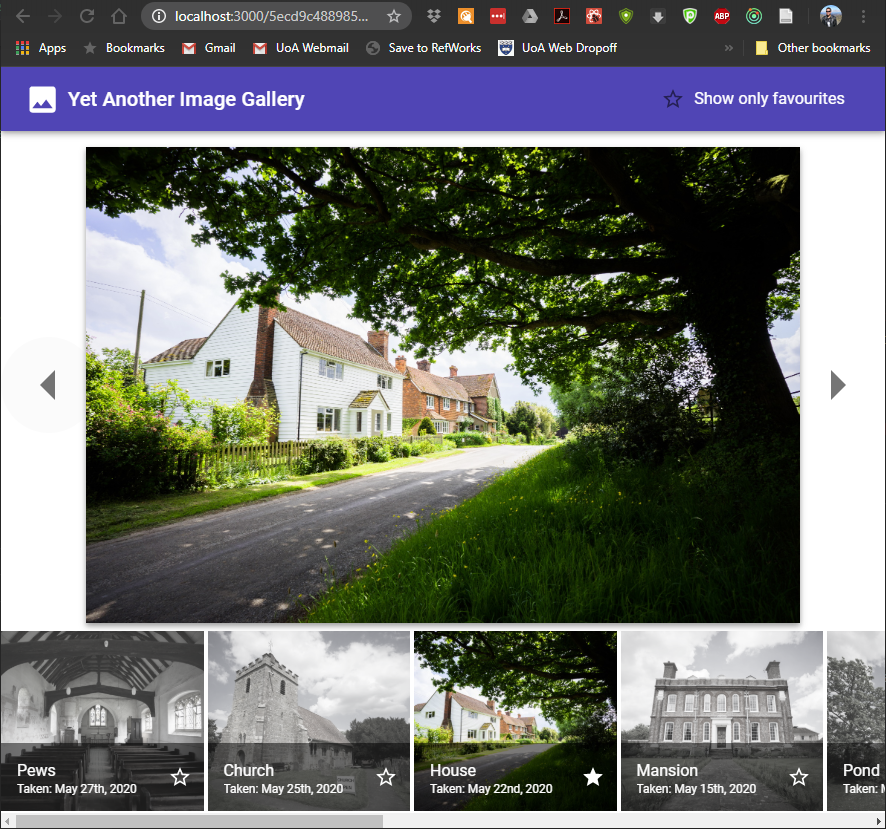 localhost:3000/5ecd9c488985...
ABP
Apps
Bookmarks
Gmail
UoA Webmail
Save to RefWorks
UoA Web Dropoff
»
Other bookmarks
Yet Another Image Gallery
Show only favourites
Pews
Taken: May 27th, 2020
Church
Taken: May 25th, 2020
House
Taken: May 22nd, 2020
Mansion
Taken: May 15th, 2020
Pond
Taken: